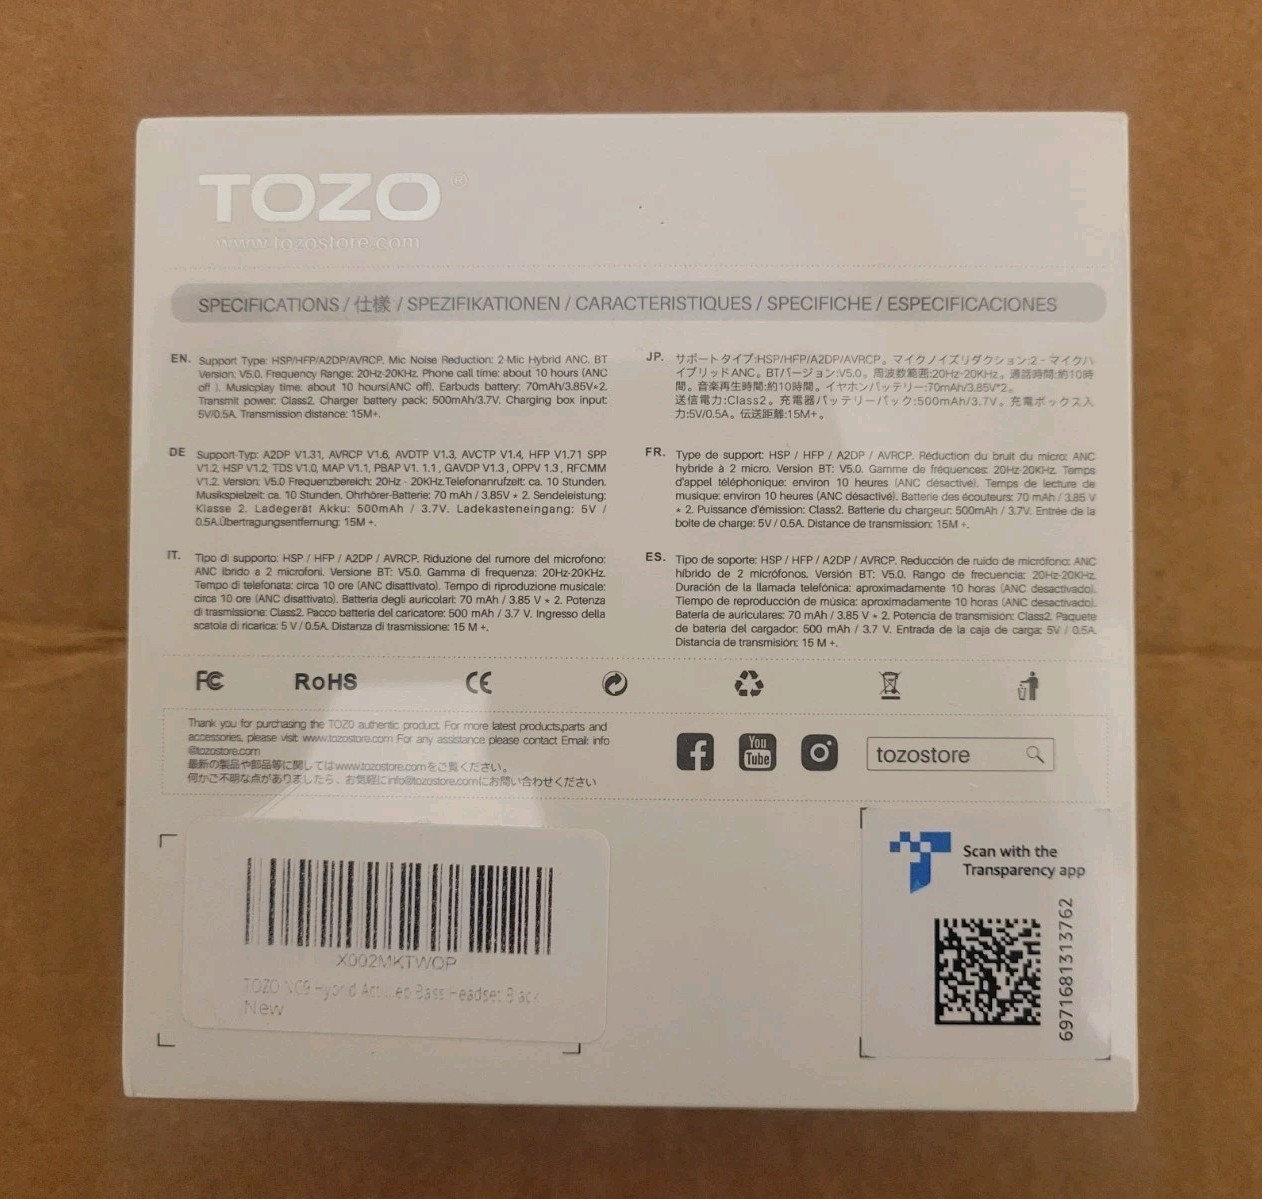 TOZO®
www.tozostore.com
SPECIFICATIONS / 仕様 / SPEZIFIKATIONEN / CARACTERISTIQUES / SPECIFICHE / ESPECIFICACIONES
EN. Support Type: HSP/HFP/A2DP/AVRCP. Mic Noise Reduction: 2-Mic Hybrid ANC. BT
Version: V5.0. Frequency Range: 20Hz-20KHz. Phone call time: about 10 hours (ANC
off ). Musicplay time: about 10 hours(ANC off). Earbuds battery: 70mAh/3.85V*2.
Transmit power: Class2. Charger battery pack: 500mAh/3.7V. Charging box input:
5V/0.5A. Transmission distance: 15M+.
JP. サポートタイプ:HSP/HFP/A2DP/AVRCP。マイクノイズリダクション:2 - マイクハ
イブリッドANC。BTバージョン:V5.0。周波数範囲:20Hz-20KHz。通話時間:約10時
間。音楽再生時間:約10時間。イヤホンバッテリー:70mAh/3.85V*2。
送信電力:Class2。充電器バッテリーパック:500mAh/3.7V。充電ボックス入
力:5V/0.5A。伝送距離:15M+。
DE Support-Typ: A2DP V1.31, AVRCP V1.6, AVDTP V1.3, AVCTP V1.4, HFP V1.71 SPP
V1.2, HSP V1.2, TDS V1.0, MAP V1.1, PBAP V1. 1.1 , GAVDP V1.3 , OPPV 1.3 , RFCMM
V1.2. Version: V5.0 Frequenzbereich: 20Hz - 20KHz.Telefonanrufzeit: ca. 10 Stunden.
Musikspielzeit: ca. 10 Stunden. Ohrhörer-Batterie: 70 mAh / 3.85V * 2. Sendeleistung:
Klasse 2. Ladegerät Akku: 500mAh / 3.7V. Ladekasteneingang: 5V /
0.5A.Übertragungsentfernung: 15M +.
FR. Type de support: HSP / HFP / A2DP / AVRCP. Réduction du bruit du micro: ANC
hybride à 2 micro. Version BT: V5.0. Gamme de fréquences: 20Hz-20KHz. Temps
d'appel téléphonique: environ 10 heures (ANC désactivé). Temps de lecture de
musique: environ 10 heures (ANC désactivé). Batterie des écouteurs: 70 mAh / 3.85 V
* 2. Puissance d'émission: Class2. Batterie du chargeur: 500mAh / 3.7V. Entrée de la
boite de charge: 5V / 0.5A. Distance de transmission: 15M +.
IT. Tipo di supporto: HSP / HFP / A2DP / AVRCP. Riduzione del rumore del microfono:
ANC ibrido a 2 microfoni. Versione BT: V5.0. Gamma di frequenza: 20Hz-20KHz.
Tempo di telefonata: circa 10 ore (ANC disattivato). Tempo di riproduzione musicale:
circa 10 ore (ANC disattivato). Batteria degli auricolari: 70 mAh / 3.85 V * 2. Potenza
di trasmissione: Class2. Pacco batteria del caricatore: 500 mAh / 3.7 V. Ingresso della
scatola di ricarica: 5 V / 0.5A. Distanza di trasmissione: 15 M +.
ES. Tipo de soporte: HSP / HFP / A2DP / AVRCP. Reducción de ruido de micrófono: ANC
híbrido de 2 micrófonos. Versión BT: V5.0. Rango de frecuencia: 20Hz-20KHz.
Duración de la llamada telefónica: aproximadamente 10 horas (ANC desactivado).
Tiempo de reproducción de música: aproximadamente 10 horas (ANC desactivado).
Batería de auriculares: 70 mAh / 3.85 V * 2. Potencia de transmisión: Class2. Paquete
de batería del cargador: 500 mAh / 3.7 V. Entrada de la caja de carga: 5V / 0.5A.
Distancia de transmisión: 15 M +.
FC RoHS CE
Thank you for purchasing the TOZO authentic product. For more latest products,parts and
accessories, please visit: www.tozostore.com For any assistance please contact Email: info
@tozostore.com
最新の製品や部品等に関してはwww.tozostore.comをご覧ください。
何かご不明な点がありましたら、お気軽にinfo@tozostore.comにお問い合わせください
You
Tube
tozostore
Scan with the
Transparency app
6971681313762
X002MKTWQP
TOZO NC9 Hybrid Act...ep Bass Headset Black
New